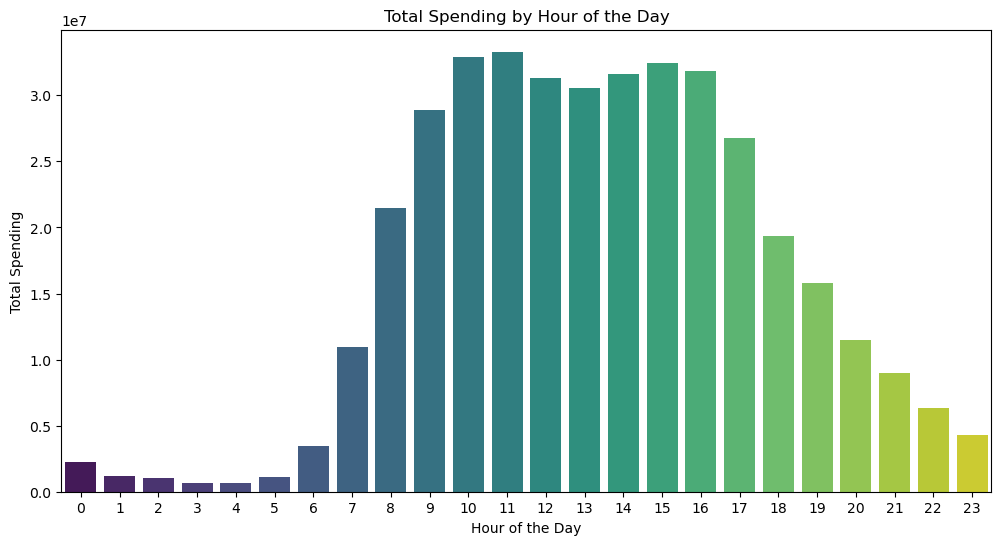 Total Spending by Hour of the Day
1e7
3.0
2.5
2.0
1.5
1.0
0.5
0.0
Total Spending
0 1 2 3 4 5 6 7 8 9 10 11 12 13 14 15 16 17 18 19 20 21 22 23
Hour of the Day